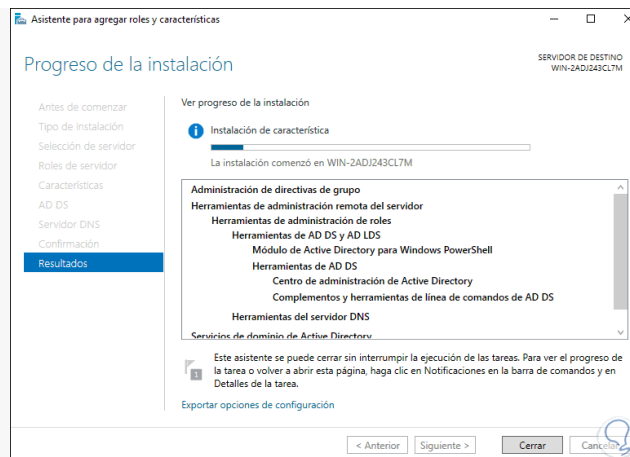 Asistente para agregar roles y características
Progreso de la instalación
SERVIDOR DE DESTINO
WIN-2ADJ243CL7M
Antes de comenzar
Tipo de instalación
Selección de servidor
Roles de servidor
Características
AD DS
Servidor DNS
Confirmación
Resultados
Ver progreso de la instalación
Instalación de característica
La instalación comenzó en WIN-2ADJ243CL7M
Administración de directivas de grupo
Herramientas de administración remota del servidor
Herramientas de administración de roles
Herramientas de AD DS y AD LDS
Módulo de Active Directory para Windows PowerShell
Herramientas de AD DS
Centro de administración de Active Directory
Complementos y herramientas de línea de comandos de AD DS
Herramientas del servidor DNS
Servicios de dominio de Active Directory
1
Este asistente se puede cerrar sin interrumpir la ejecución de las tareas. Para ver el progreso de
la tarea o volver a abrir esta página, haga clic en Notificaciones en la barra de comandos y en
Detalles de la tarea.
Exportar opciones de configuración
< Anterior
Siguiente >
Cerrar
Cancelar